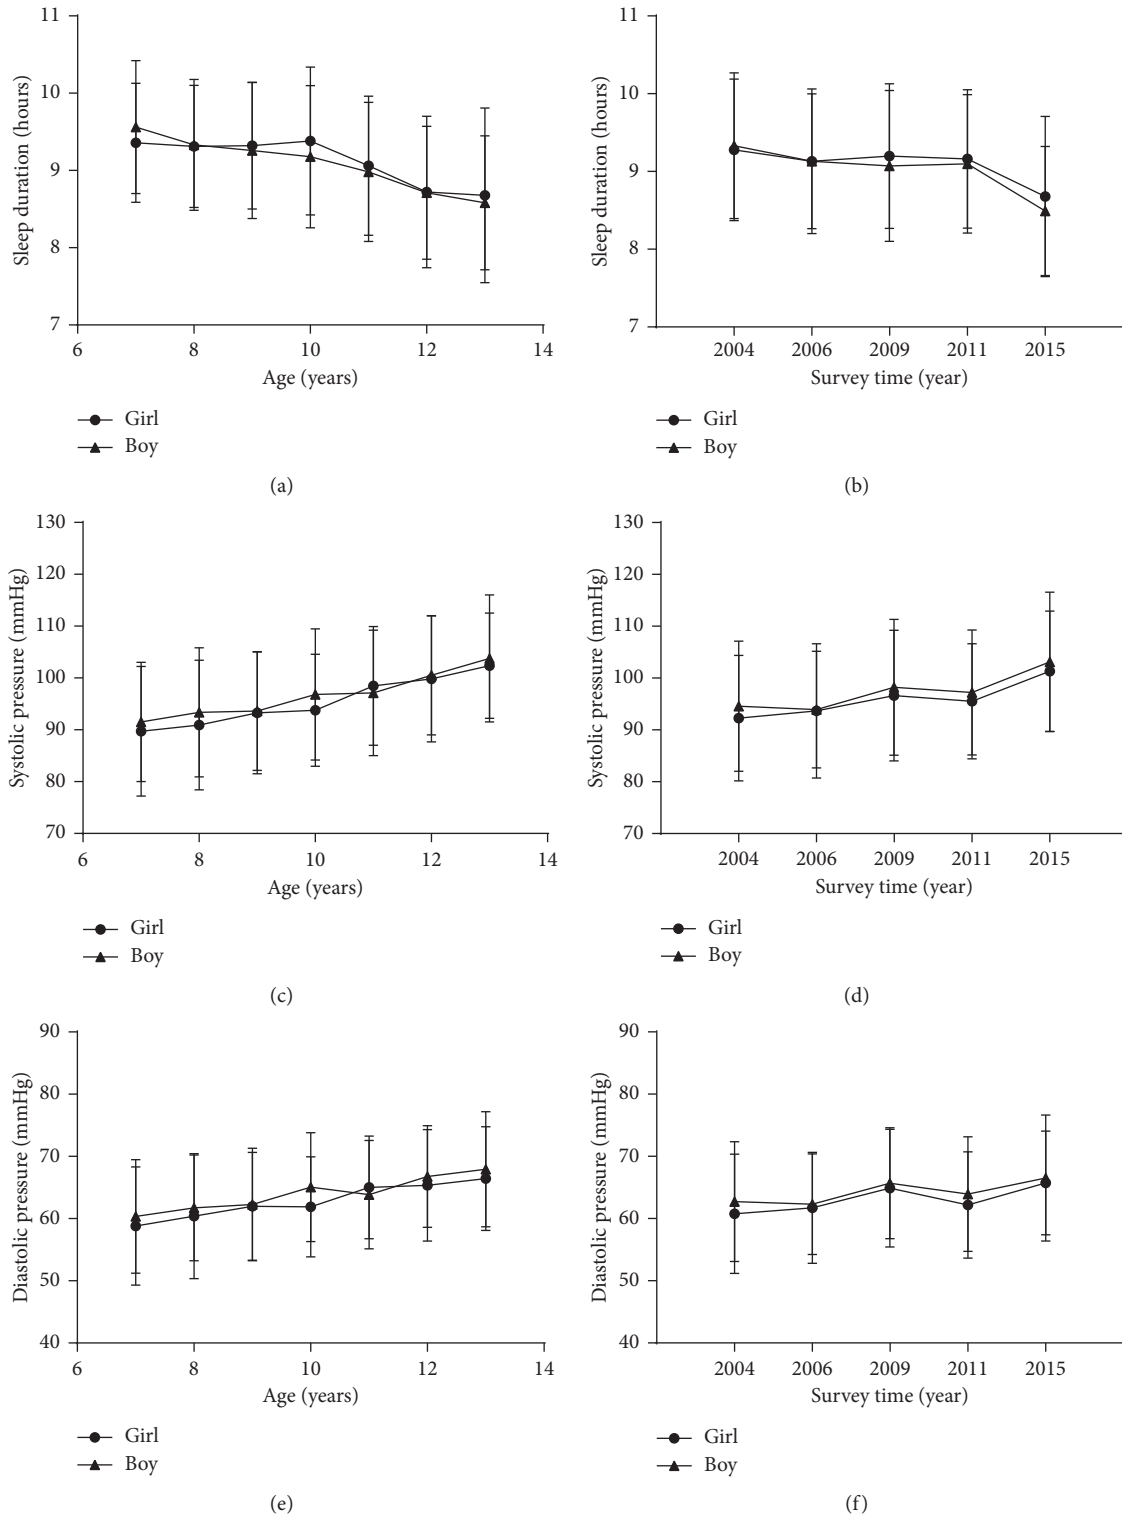 11
10
9
8
7
Sleep duration (hours)
6 8 10 12 14
Age (years)
Girl
Boy
(a)
11
10
9
8
7
Sleep duration (hours)
2004 2006 2009 2011 2015
Survey time (year)
Girl
Boy
(b)
130
120
110
100
90
80
70
Systolic pressure (mmHg)
6 8 10 12 14
Age (years)
Girl
Boy
(c)
130
120
110
100
90
80
70
Systolic pressure (mmHg)
2004 2006 2009 2011 2015
Survey time (year)
Girl
Boy
(d)
90
80
70
60
50
40
Diastolic pressure (mmHg)
6 8 10 12 14
Age (years)
Girl
Boy
(e)
90
80
70
60
50
40
Diastolic pressure (mmHg)
2004 2006 2009 2011 2015
Survey time (year)
Girl
Boy
(f)